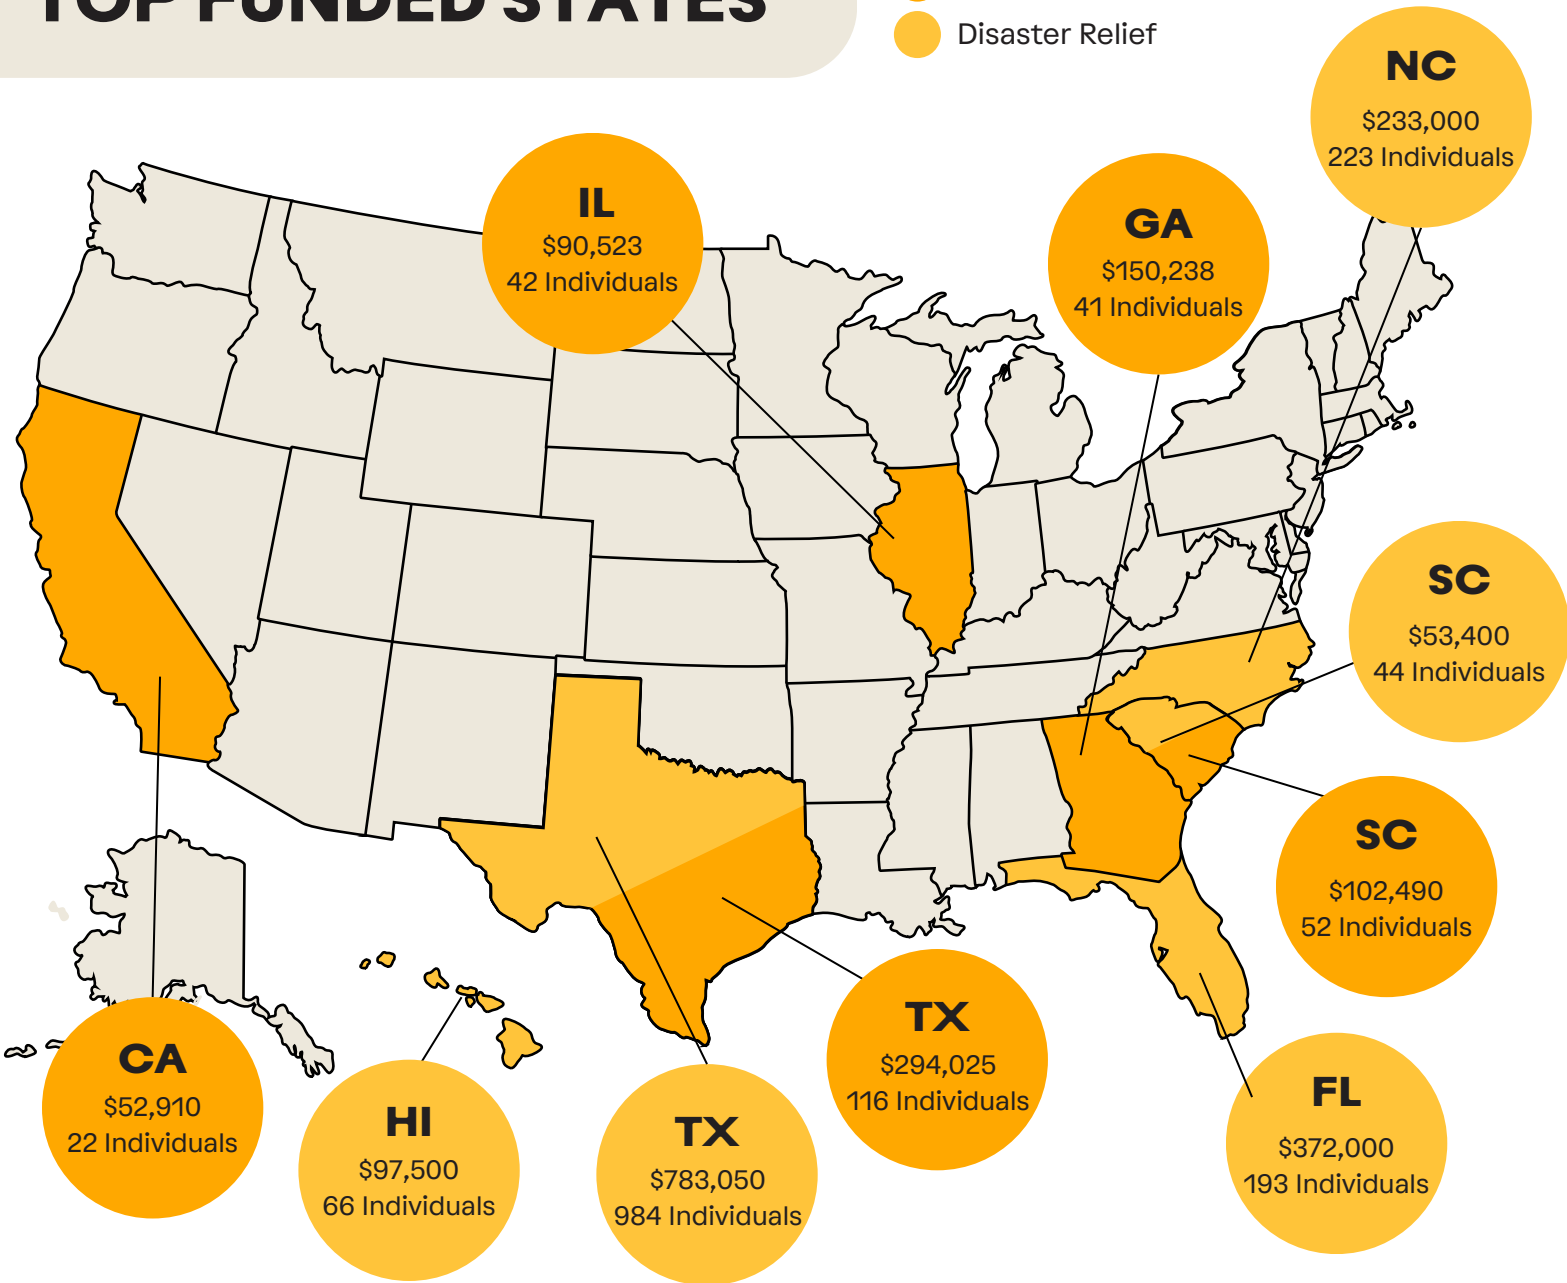 TOP FUNDED STATES
Disaster Relief
NC
$233,000
223 Individuals
IL
$90,523
42 Individuals
GA
$150,238
41 Individuals
SC
$53,400
44 Individuals
SC
$102,490
52 Individuals
TX
$294,025
116 Individuals
CA
$52,910
22 Individuals
HI
$97,500
66 Individuals
TX
$783,050
984 Individuals
FL
$372,000
193 Individuals